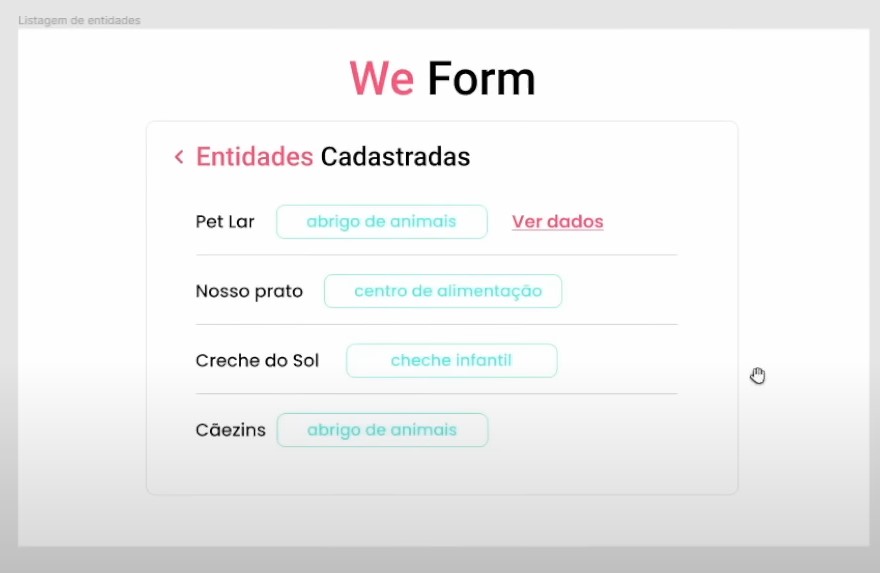 Listagem de entidades
We Form
< Entidades Cadastradas
Pet Lar abrigo de animais Ver dados
Nosso prato centro de alimentação
Creche do Sol cheche infantil
Cãezins abrigo de animais